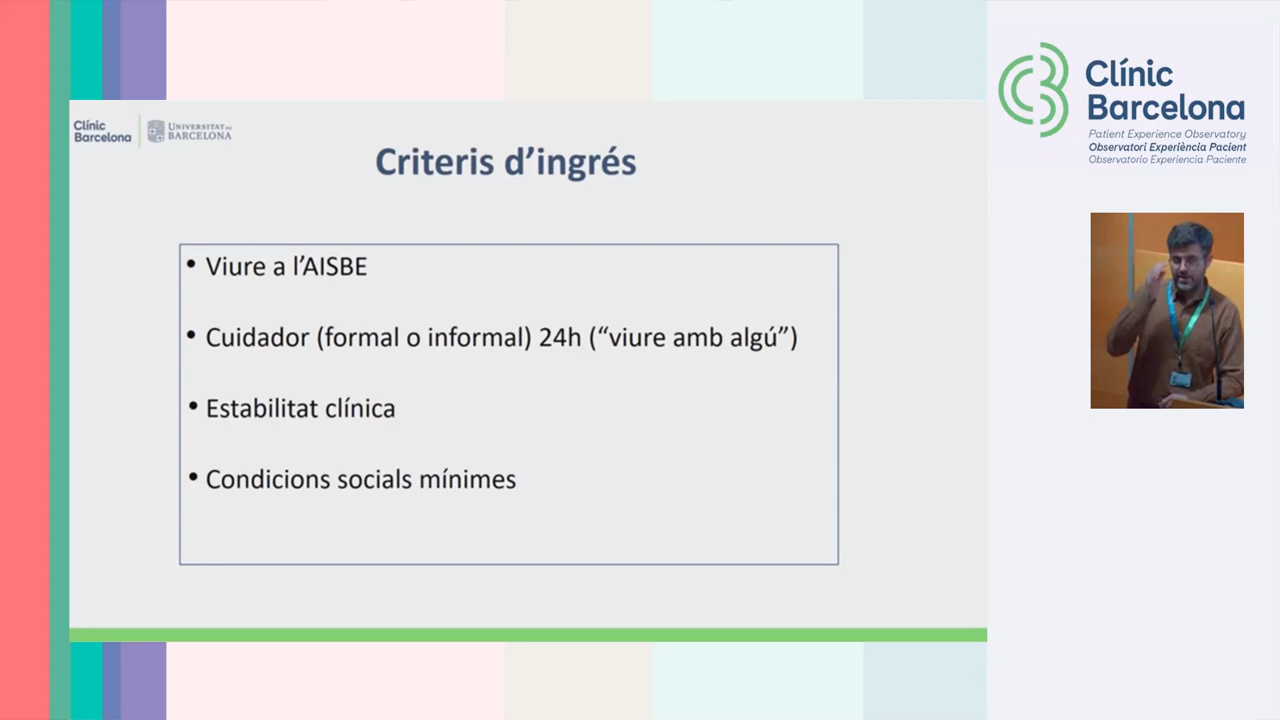 Clínic
Barcelona
UNIVERSITAT DE
BARCELONA
Criteris d’ingrés
• Viure a l’AISBE
• Cuidador (formal o informal) 24h (“viure amb algú”)
• Estabilitat clínica
• Condicions socials mínimes
Clínic
Barcelona
Patient Experience Observatory
Observatori Experiència Pacient
Observatorio Experiencia Paciente